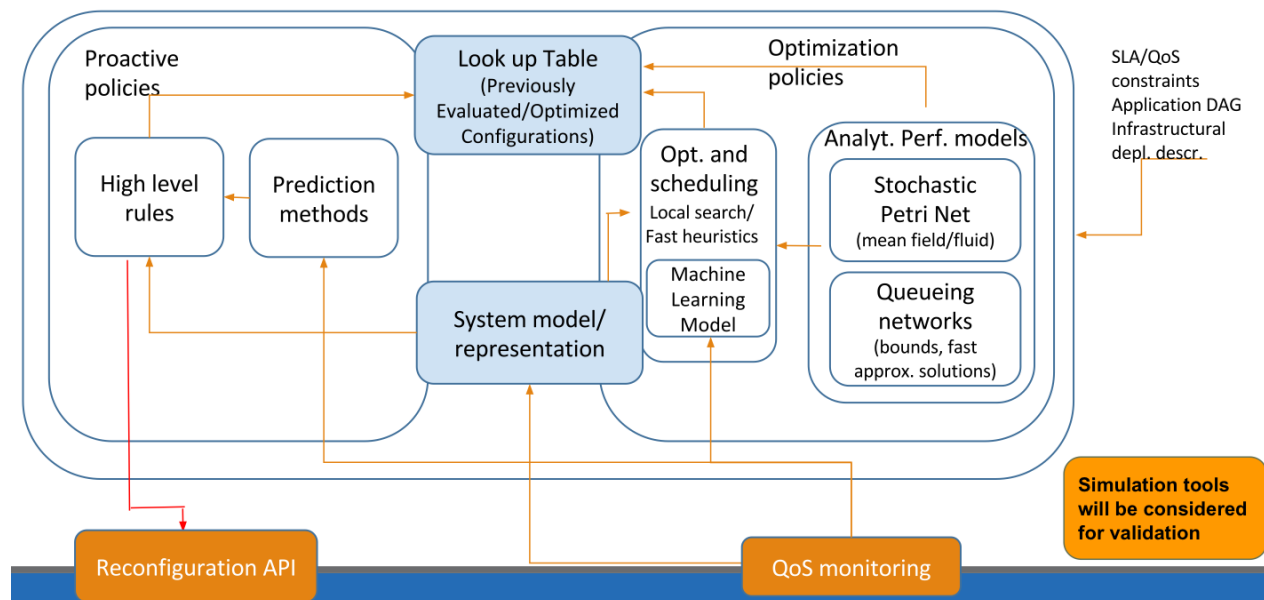 Proactive
policies
Look up Table
(Previously
Evaluated/Optimized
Configurations)
Optimization
policies
SLA/QoS
constraints
Application DAG
Infrastructural
depl. descr.
High level
rules
Prediction
methods
Opt. and
scheduling
Local search/
Fast heuristics
Machine
Learning
Model
Analyt. Perf. models
Stochastic
Petri Net
(mean field/fluid)
Queueing
networks
(bounds, fast
approx. solutions)
System model/
representation
Simulation tools
will be considered
for validation
Reconfiguration API
QoS monitoring